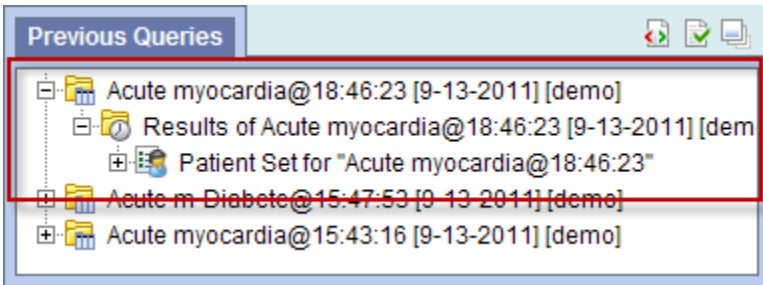 Previous Queries
Acute myocardia@18:46:23 [9-13-2011] [demo]
Results of Acute myocardia@18:46:23 [9-13-2011] [dem
Patient Set for "Acute myocardia@18:46:23"
Acute m-Diabete@15:47:53 [9-13-2011] [demo]
Acute myocardia@15:43:16 [9-13-2011] [demo]